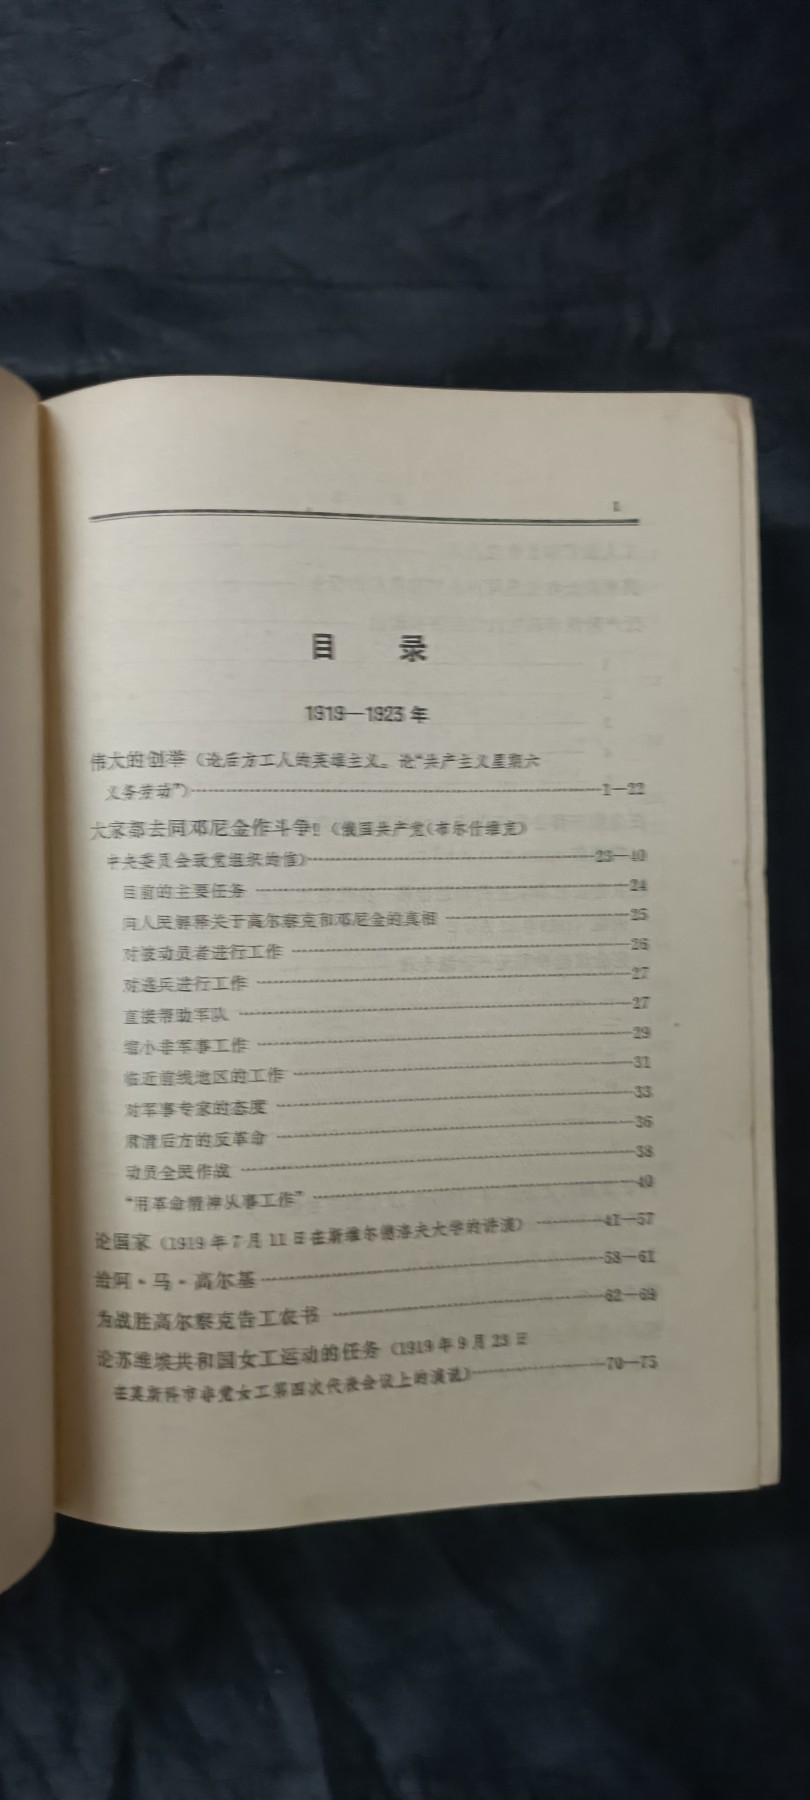 1
目 录
1919—1923年
伟大的创举（论后方工人的英雄主义。论“共产主义星期六
义务劳动”）……1—22
大家都去同邓尼金作斗争！（俄国共产党（布尔什维克）
中央委员会致党组织的信）……23—40
目前的主要任务……24
向人民解释关于高尔察克和邓尼金的真相……25
对被动员者进行工作……26
对逃兵进行工作……27
直接帮助军队……27
缩小非军事工作……29
临近前线地区的工作……31
对军事专家的态度……33
肃清后方的反革命……36
动员全民作战……38
“用革命精神从事工作”……40
论国家（1919年7月11日在斯维尔德洛夫大学的讲演）……41—57
给阿·马·高尔基……58—61
为战胜高尔察克告工农书……62—69
论苏维埃共和国女工运动的任务（1919年9月23日
在莫斯科市非党女工第四次代表会议上的演说）……70—75